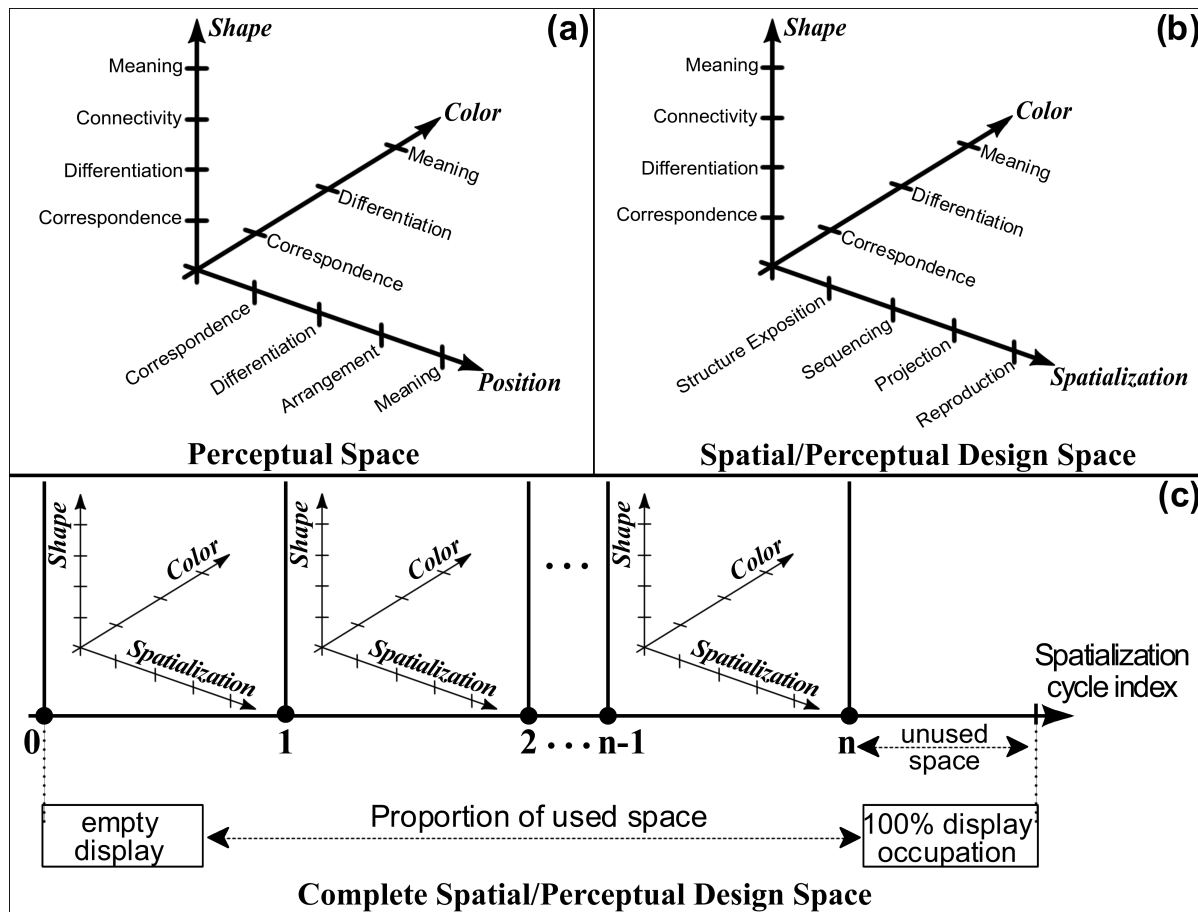 (a)
Shape
Meaning
Connectivity
Differentiation
Correspondence
Color
Meaning
Differentiation
Correspondence
Correspondence
Differentiation
Arrangement
Meaning
Position
Perceptual Space
(b)
Shape
Meaning
Connectivity
Differentiation
Correspondence
Color
Meaning
Differentiation
Correspondence
Structure Exposition
Sequencing
Projection
Reproduction
Spatialization
Spatial/Perceptual Design Space
(c)
Shape
Color
Spatialization
Shape
Color
Spatialization
...
Shape
Color
Spatialization
Spatialization
cycle index
0
1
2
...
n-1
n
unused
space
empty
display
Proportion of used space
100% display
occupation
Complete Spatial/Perceptual Design Space